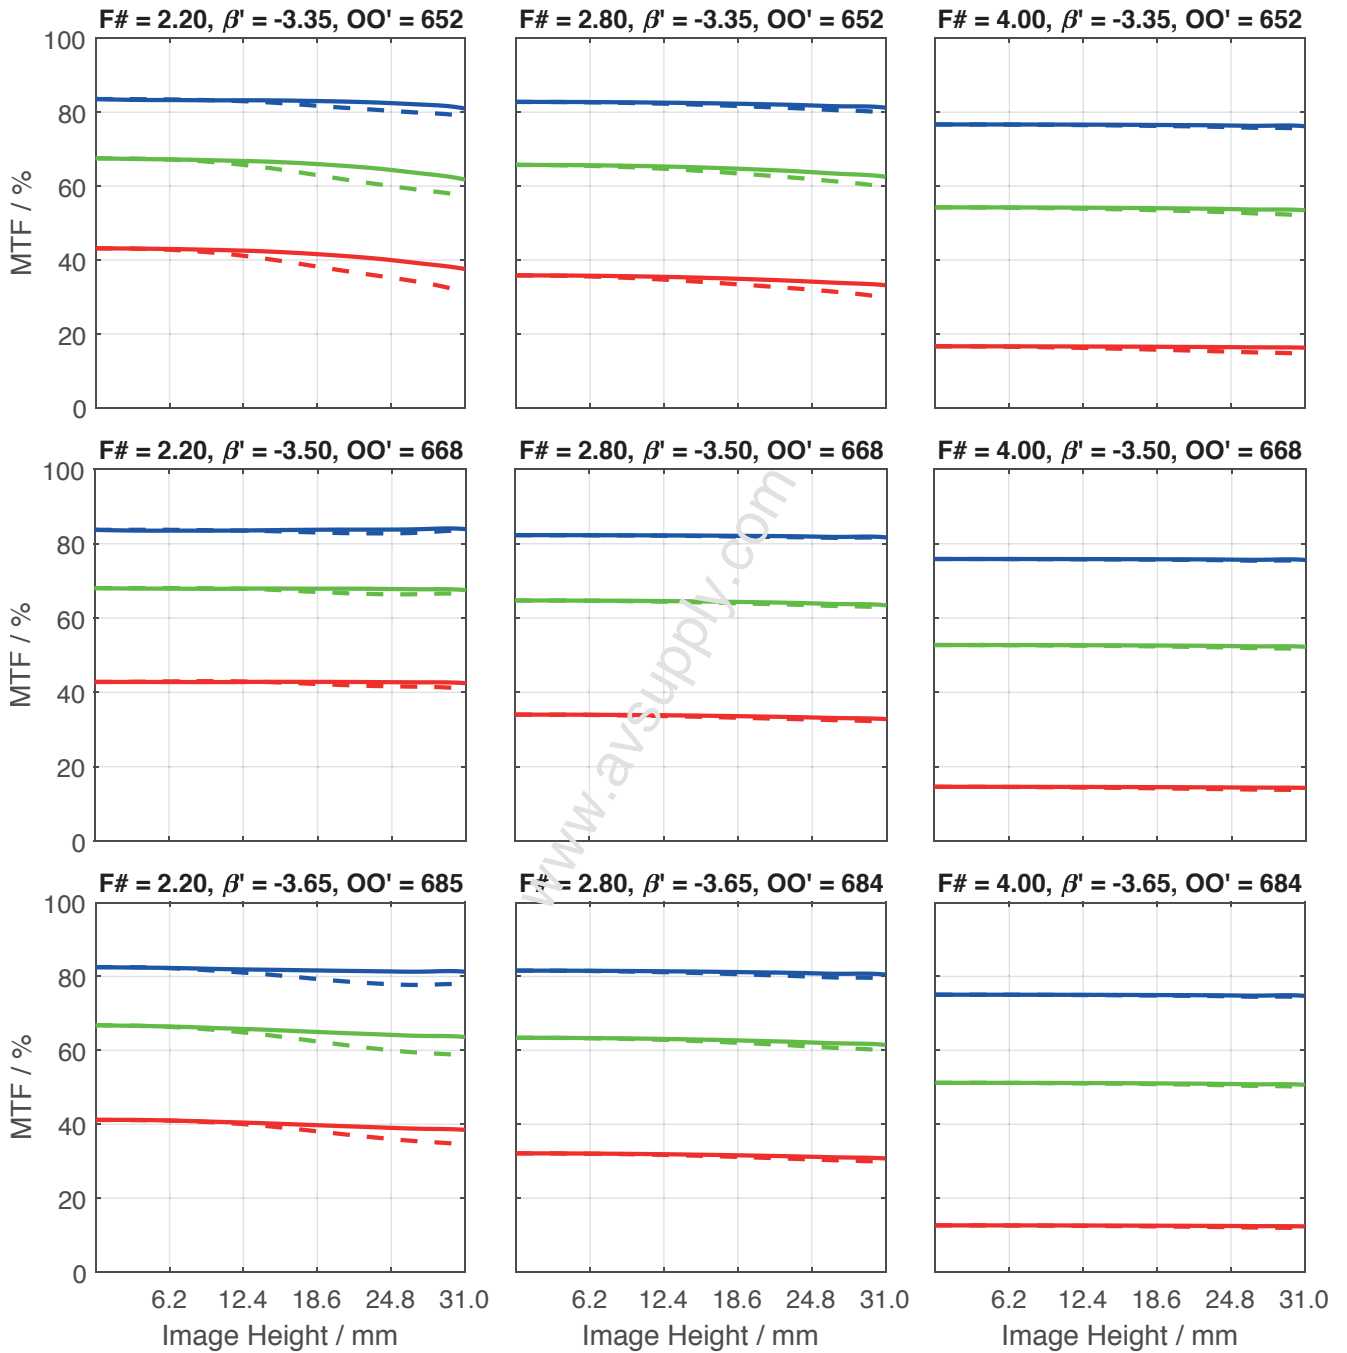 F# = 2.20, β' = -3.35, OO' = 652
F# = 2.80, β' = -3.35, OO' = 652
F# = 4.00, β' = -3.35, OO' = 652
100
80
60
40
20
0
MTF / %
F# = 2.20, β' = -3.50, OO' = 668
F# = 2.80, β' = -3.50, OO' = 668
F# = 4.00, β' = -3.50, OO' = 668
100
80
60
40
20
0
MTF / %
www.avsupply.com
F# = 2.20, β' = -3.65, OO' = 685
F# = 2.80, β' = -3.65, OO' = 684
F# = 4.00, β' = -3.65, OO' = 684
100
80
60
40
20
0
MTF / %
6.2 12.4 18.6 24.8 31.0
6.2 12.4 18.6 24.8 31.0
6.2 12.4 18.6 24.8 31.0
Image Height / mm
Image Height / mm
Image Height / mm